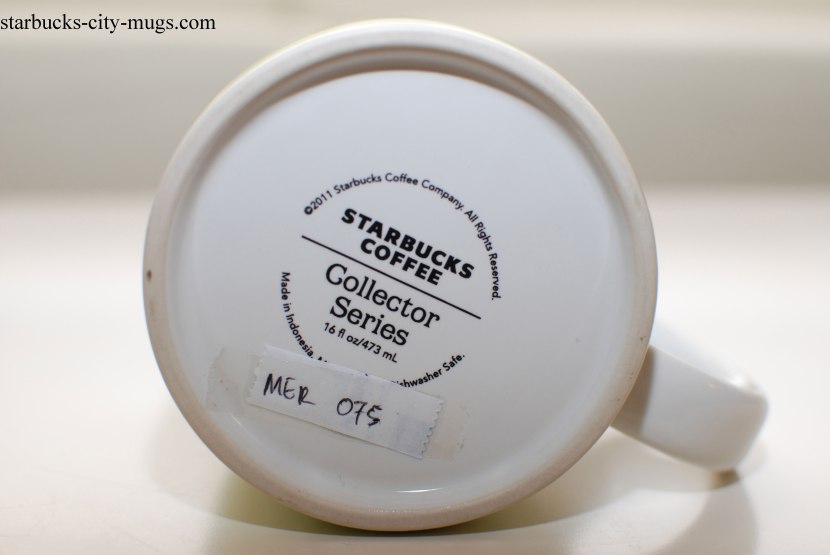 starbucks-city-mugs.com
©2011 Starbucks Coffee Company. All Rights Reserved.
STARBUCKS
COFFEE
Collector
Series
16 fl oz/473 mL
Made in Indonesia. Safe.
MER 075